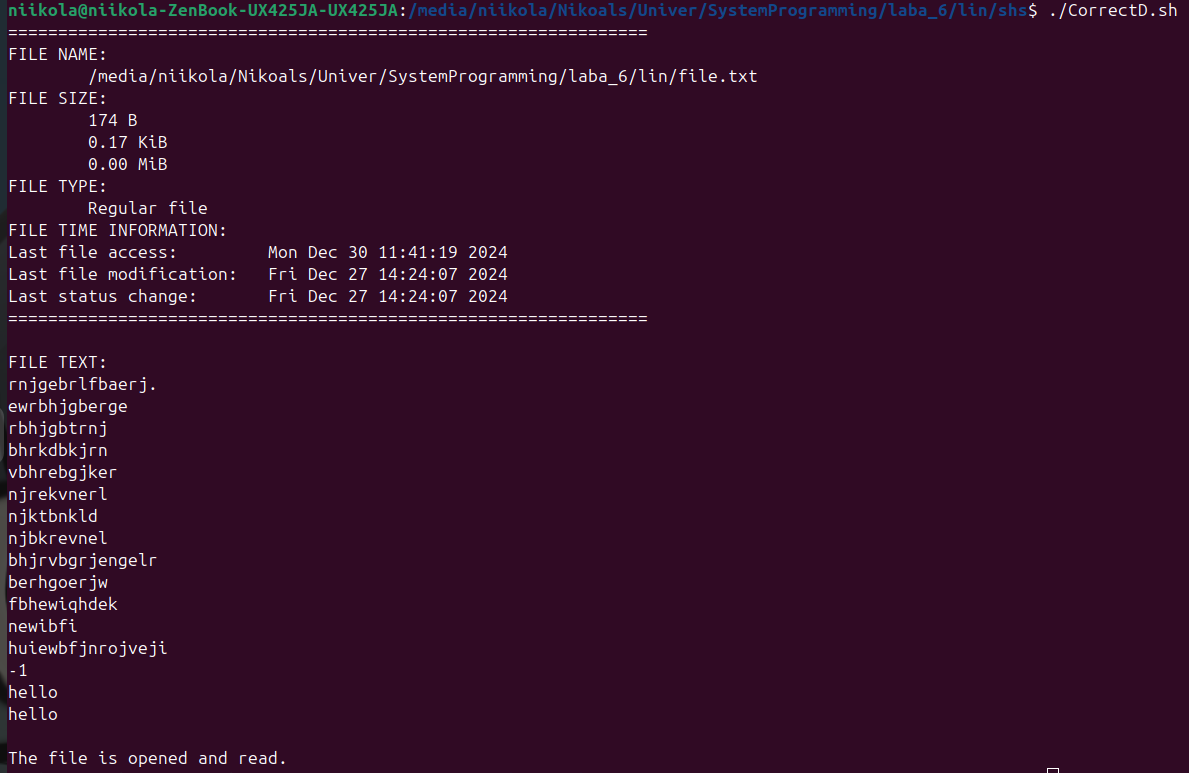 niikola@niikola-ZenBook-UX425JA-UX425JA:/media/niikola/Nikoals/Univer/SystemProgramming/laba_6/lin/shs$ ./CorrectD.sh
================================================================
FILE NAME:
/media/niikola/Nikoals/Univer/SystemProgramming/laba_6/lin/file.txt
FILE SIZE:
174 B
0.17 KiB
0.00 MiB
FILE TYPE:
Regular file
FILE TIME INFORMATION:
Last file access: Mon Dec 30 11:41:19 2024
Last file modification: Fri Dec 27 14:24:07 2024
Last status change: Fri Dec 27 14:24:07 2024
================================================================
FILE TEXT:
rnjgebrlfbaerj.
ewrbhjgberge
rbhjgbtrnj
bhrkdbkjrn
vbhrebgjker
njrekvnerl
njktbnkld
njbkrevnel
bhjrvbgrjengelr
berhgoerjw
fbhewiqhdek
newibfi
huiewbfjnrojveji
-1
hello
hello
The file is opened and read.